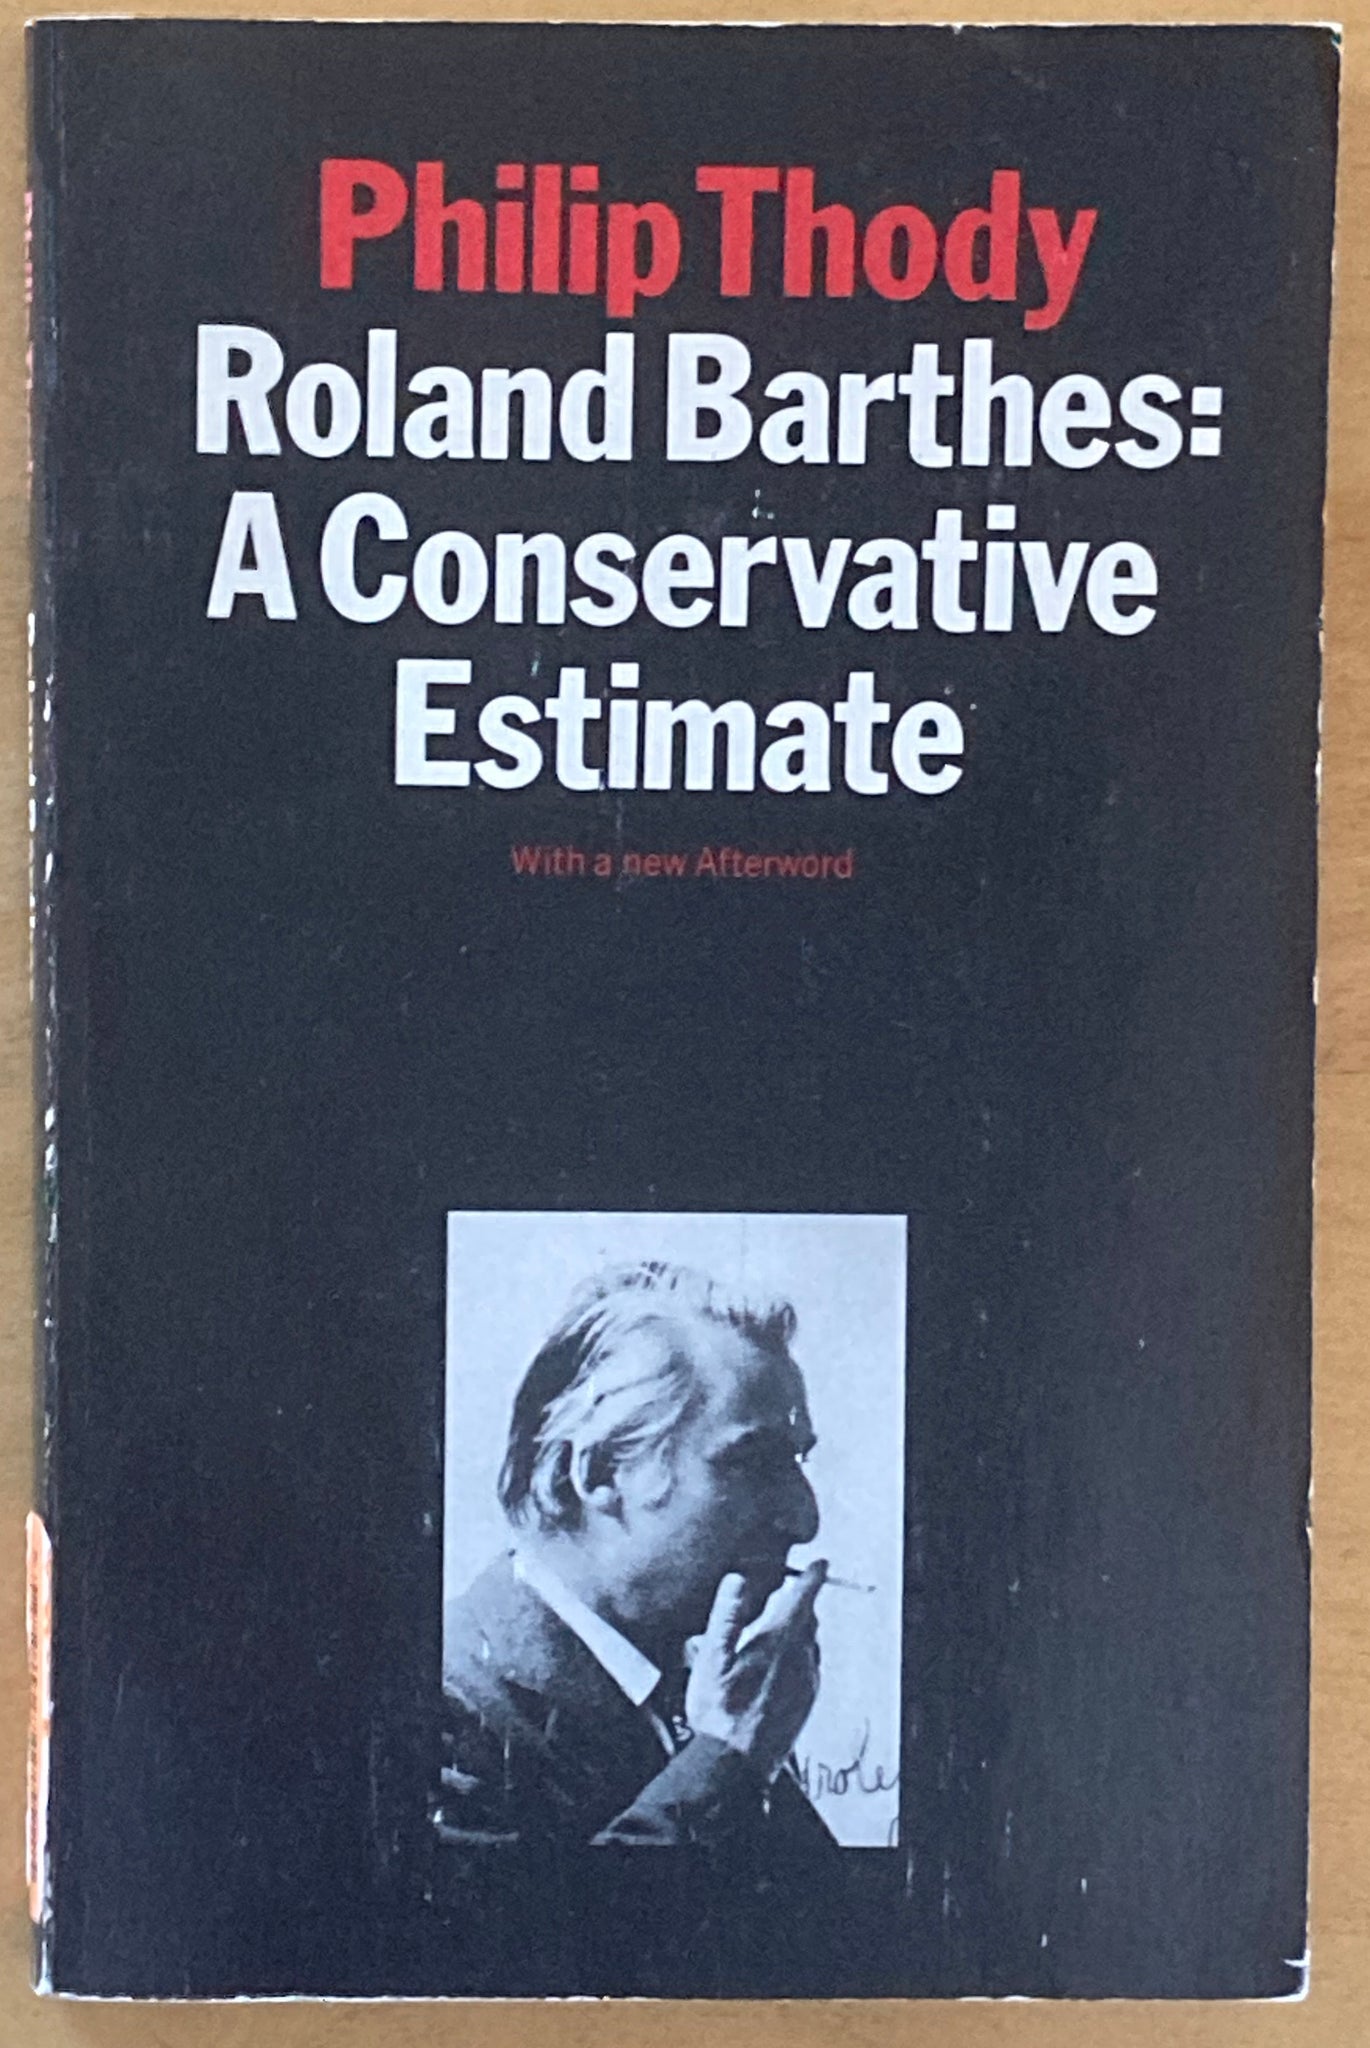 Philip Thody
Roland Barthes:
A Conservative
Estimate
With a new Afterword